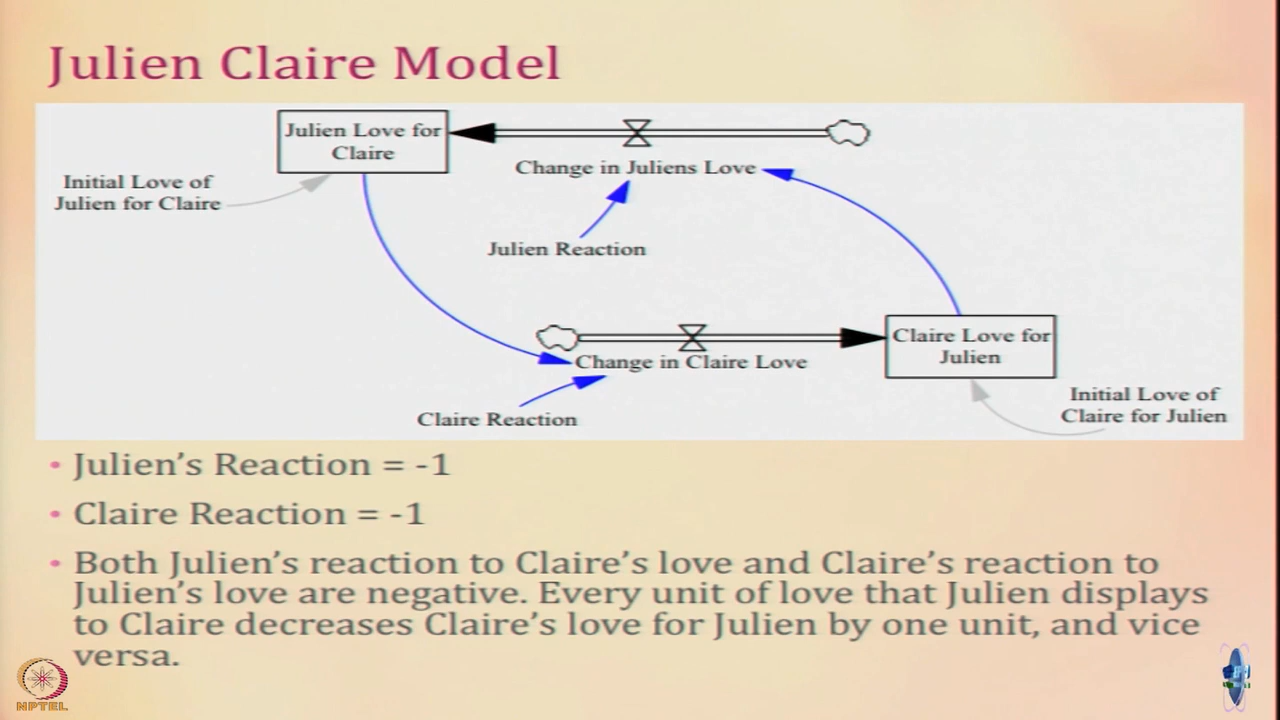 Julien Claire Model
Julien Love for
Claire
Change in Juliens Love
Initial Love of
Julien for Claire
Julien Reaction
Claire Love for
Julien
Change in Claire Love
Initial Love of
Claire for Julien
Claire Reaction
• Julien's Reaction = -1
• Claire Reaction = -1
• Both Julien's reaction to Claire's love and Claire's reaction to
Julien's love are negative. Every unit of love that Julien displays
to Claire decreases Claire's love for Julien by one unit, and vice
versa.
NPTEL